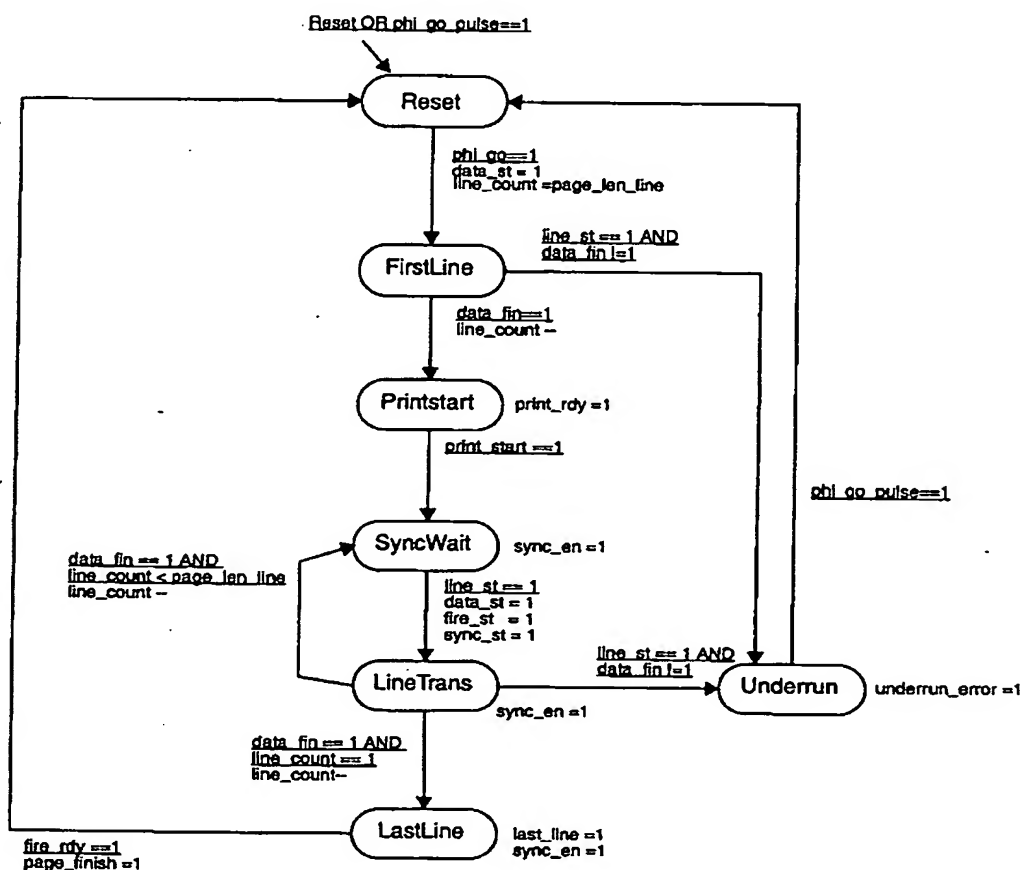 Reset OR phi_go_pulse==1
Reset
phi_go==1
data_st = 1
line_count =page_len_line
line_st == 1 AND
data_fin !=1
FirstLine
data_fin==1
line_count --
Printstart
print_rdy =1
print_start ==1
phi_go_pulse==1
SyncWait
sync_en =1
data_fin == 1 AND
line_count < page_len_line
line_count --
line_st == 1
data_st = 1
fire_st = 1
sync_st = 1
line_st == 1 AND
data_fin !=1
LineTrans
sync_en =1
Underrun
underrun_error =1
data_fin == 1 AND
line_count == 1
line_count--
LastLine
last_line =1
sync_en =1
fire_rdy ==1
page_finish =1